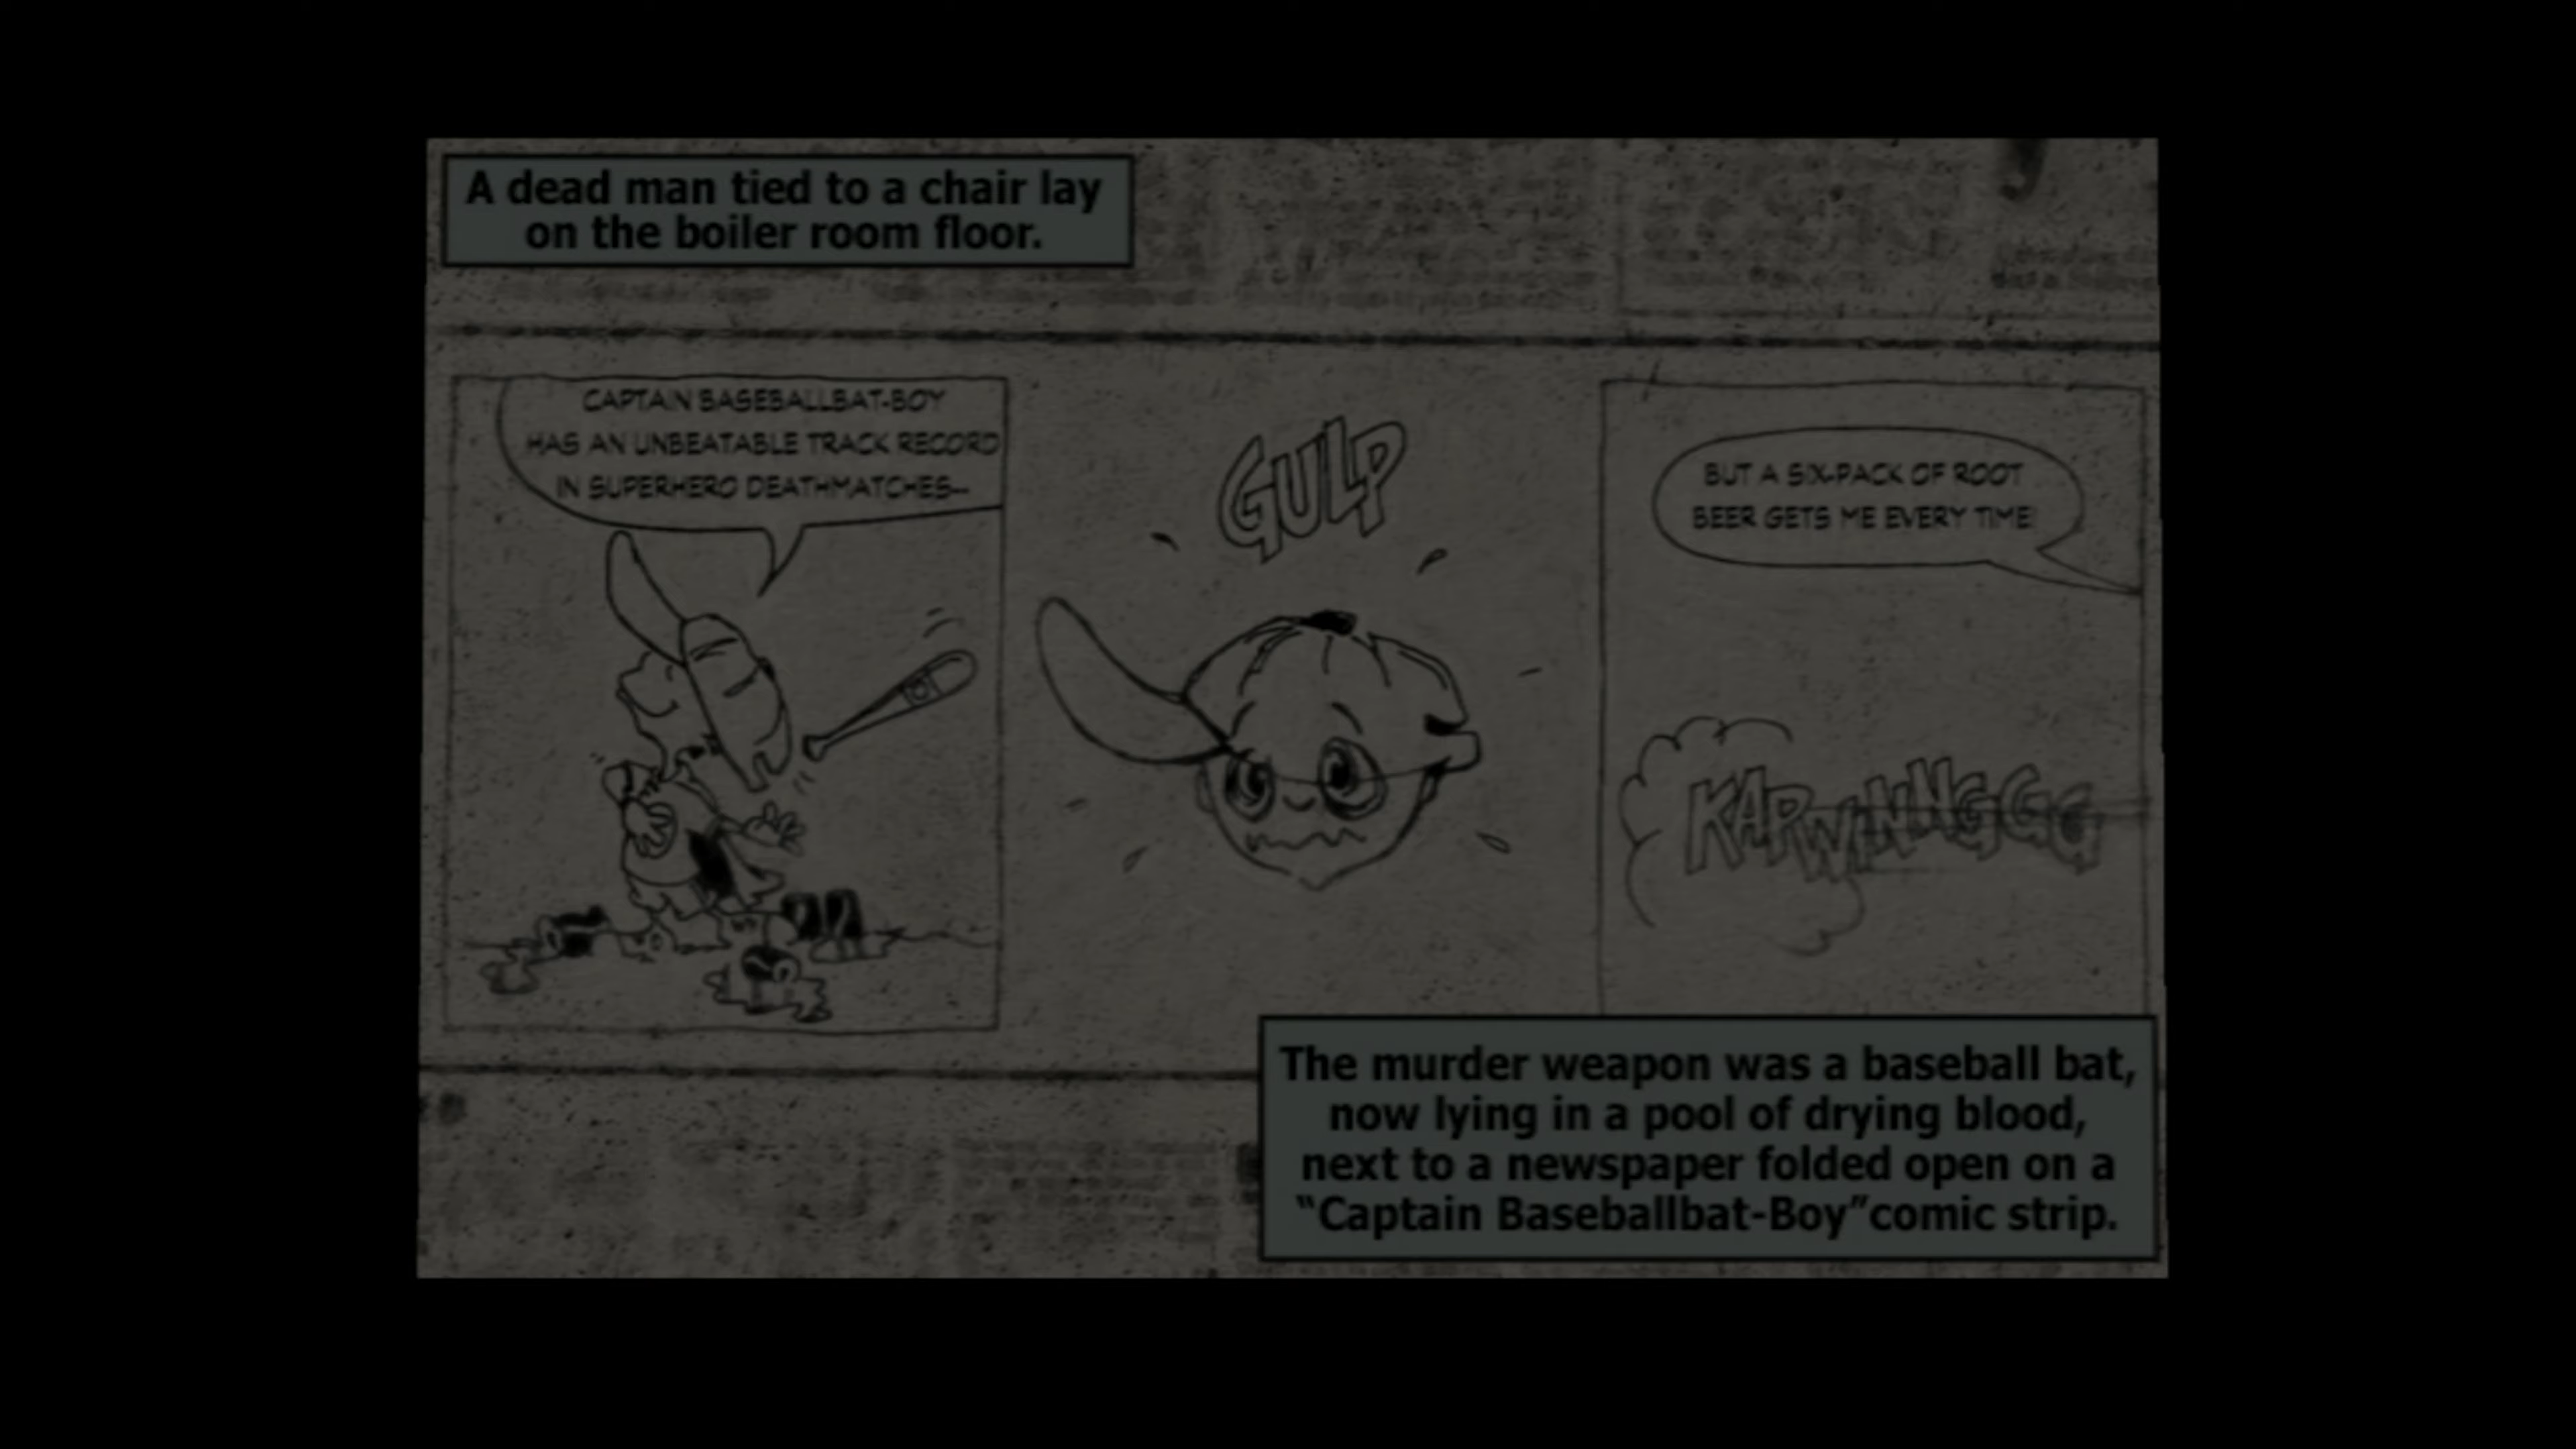 A dead man tied to a chair lay
on the boiler room floor.
CAPTAIN BASEBALLBAT-BOY
HAS AN UNBEATABLE TRACK RECORD
IN SUPERHERO DEATHMATCHES—
GULP
BUT A SIX-PACK OF ROOT
BEER GETS ME EVERY TIME!
KAPWINNGGG
The murder weapon was a baseball bat,
now lying in a pool of drying blood,
next to a newspaper folded open on a
“Captain Baseballbat-Boy”comic strip.